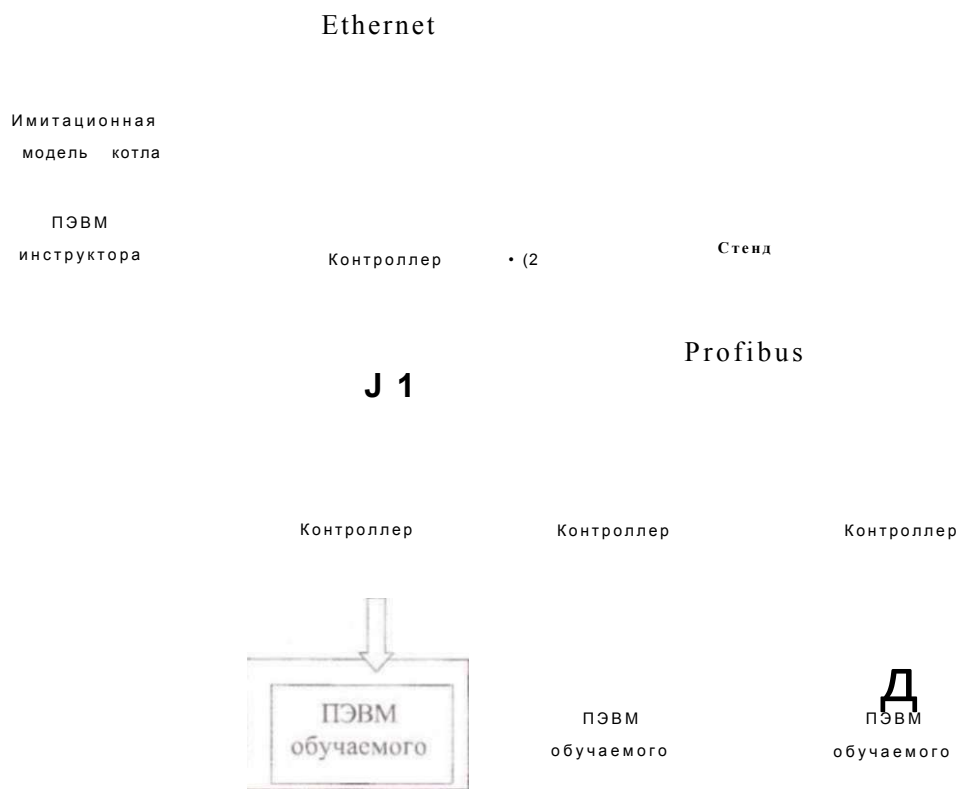 Ethernet
Имитационная
модель котла
ПЭВМ
инструктора
Контроллер • (2
Стенд
Profibus
J 1
Контроллер Контроллер Контроллер
ПЭВМ
обучаемого
ПЭВМ
обучаемого
Д
ПЭВМ
обучаемого